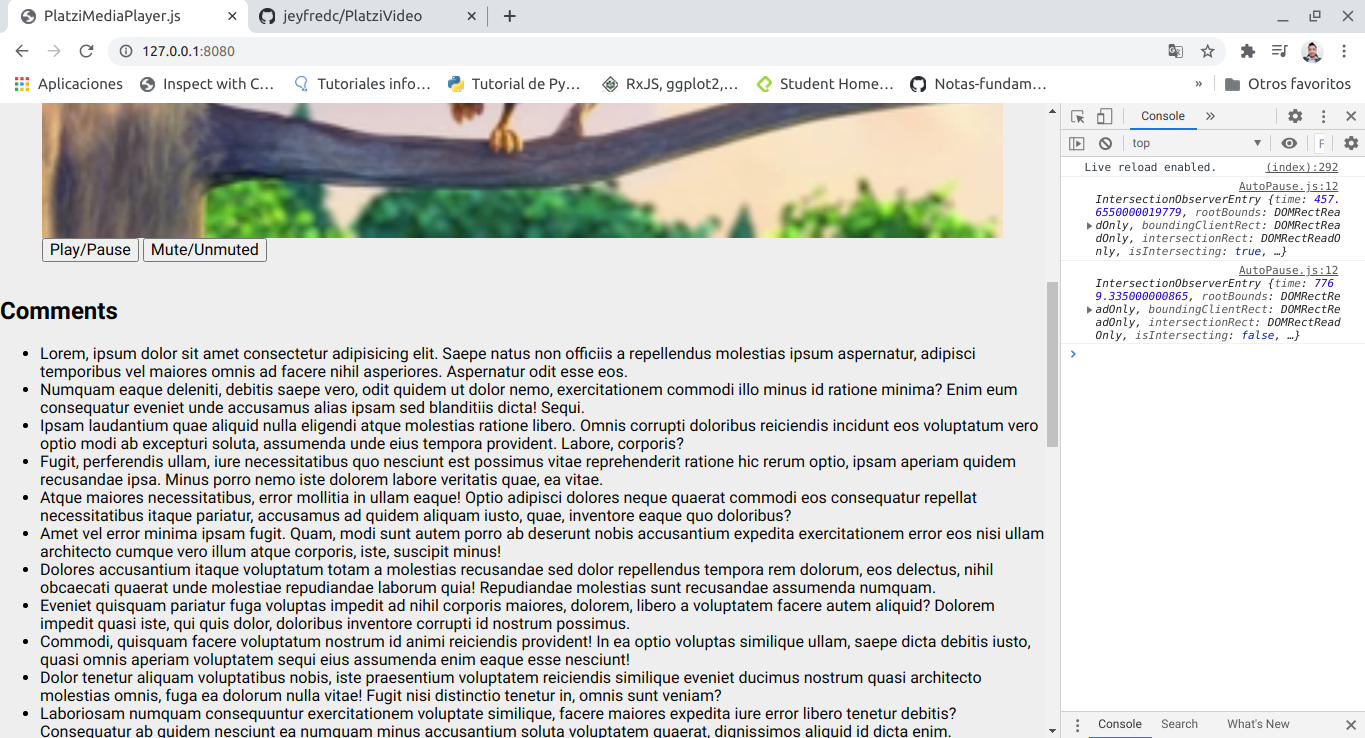 PlatziMediaPlayer.js
jeyfredc/PlatziVideo
127.0.0.1:8080
Aplicaciones
Inspect with C…
Tutoriales info…
Tutorial de Py…
RxJS, ggplot2,…
Student Home…
Notas-fundam…
»
Otros favoritos
Play/Pause
Mute/Unmuted
Comments
• Lorem, ipsum dolor sit amet consectetur adipisicing elit. Saepe natus non officiis a repellendus molestias ipsum aspernatur, adipisci
temporibus vel maiores omnis ad facere nihil asperiores. Aspernatur odit esse eos.
• Numquam eaque deleniti, debitis saepe vero, odit quidem ut dolor nemo, exercitationem commodi illo minus id ratione minima? Enim eum
consequatur eveniet unde accusamus alias ipsam sed blanditiis dicta! Sequi.
• Ipsam laudantium quae aliquid nulla eligendi atque molestias ratione libero. Omnis corrupti doloribus reiciendis incidunt eos voluptatum vero
optio modi ab excepturi soluta, assumenda unde eius tempora provident. Labore, corporis?
• Fugit, perferendis ullam, iure necessitatibus quo nesciunt est possimus vitae reprehenderit ratione hic rerum optio, ipsam aperiam quidem
recusandae ipsa. Minus porro nemo iste dolorem labore veritatis quae, ea vitae.
• Atque maiores necessitatibus, error mollitia in ullam eaque! Optio adipisci dolores neque quaerat commodi eos consequatur repellat
necessitatibus itaque pariatur, accusamus ad quidem aliquam iusto, quae, inventore eaque quo doloribus?
• Amet vel error minima ipsam fugit. Quam, modi sunt autem porro ab deserunt nobis accusantium expedita exercitationem error eos nisi ullam
architecto cumque vero illum atque corporis, iste, suscipit minus!
• Dolores accusantium itaque voluptatum totam a molestias recusandae sed dolor repellendus tempora rem dolorum, eos delectus, nihil
obcaecati quaerat unde molestiae repudiandae laborum quia! Repudiandae molestias sunt recusandae assumenda numquam.
• Eveniet quisquam pariatur fuga voluptas impedit ad nihil corporis maiores, dolorem, libero a voluptatem facere autem aliquid? Dolorem
impedit quasi iste, qui quis dolor, doloribus inventore corrupti id nostrum possimus.
• Commodi, quisquam facere voluptatum nostrum id animi reiciendis provident! In ea optio voluptas similique ullam, saepe dicta debitis iusto,
quasi omnis aperiam voluptatem sequi eius assumenda enim eaque esse nesciunt!
• Dolor tenetur aliquam voluptatibus nobis, iste praesentium voluptatem reiciendis similique eveniet ducimus nostrum quasi architecto
molestias omnis, fuga ea dolorum nulla vitae! Fugit nisi distinctio tenetur in, omnis sunt veniam?
• Laboriosam numquam consequuntur exercitationem voluptate similique, facere maiores expedita iure error libero tenetur debitis?
Consequatur ab quidem nesciunt ea numquam minus accusantium soluta voluptatem quaerat, dignissimos aliquid id dicta enim.
Console
»
top
F
Live reload enabled. (index):292
AutoPause.js:12
IntersectionObserverEntry {time: 457.
6550000019779, rootBounds: DOMRectRea
dOnly, boundingClientRect: DOMRectRea
dOnly, intersectionRect: DOMRectReadO
nly, isIntersecting: true, …}
AutoPause.js:12
IntersectionObserverEntry {time: 776
9.335000000865, rootBounds: DOMRectRe
adOnly, boundingClientRect: DOMRectRe
adOnly, intersectionRect: DOMRectRead
Only, isIntersecting: false, …}
Console
Search
What's New